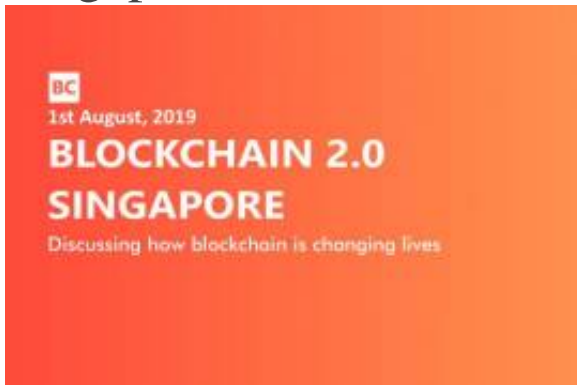 BC
1st August, 2019
BLOCKCHAIN 2.0
SINGAPORE
Discussing how blockchain is changing lives